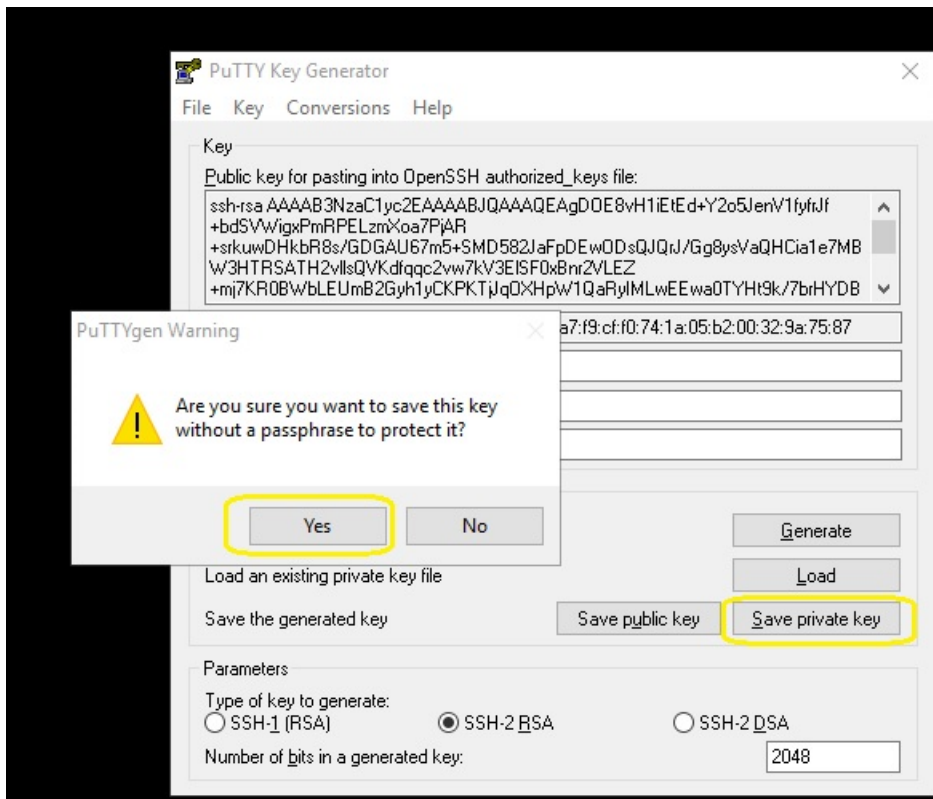 PuTTY Key Generator
File Key Conversions Help
Key
Public key for pasting into OpenSSH authorized_keys file:
ssh-rsa AAAAB3NzaC1yc2EAAAABJQAAAQEAgDOE8vH1iEtEd+Y2o5JenV1fyfrJf
+bdSVWigxPmRPELzmXoa7PjAR
+srkuwDHkbR8s/GDGAU67m5+SMD582JaFpDEwODsQJQrJ/Gg8ysVaQHCia1e7MB
W3HTRSATH2vllsQVKdfqqc2vw7kV3EISF0xBnr2VLEZ
+mj7KR0BWbLEUmB2Gyh1yCKPKTjJqOXHpW1QaRylMLwEEwa0TYHt9k/7brHYDB
a7:f9:cf:f0:74:1a:05:b2:00:32:9a:75:87
PuTTYgen Warning
Are you sure you want to save this key
without a passphrase to protect it?
Yes No
Generate
Load an existing private key file Load
Save the generated key Save public key Save private key
Parameters
Type of key to generate:
SSH-1 (RSA) SSH-2 RSA SSH-2 DSA
Number of bits in a generated key: 2048